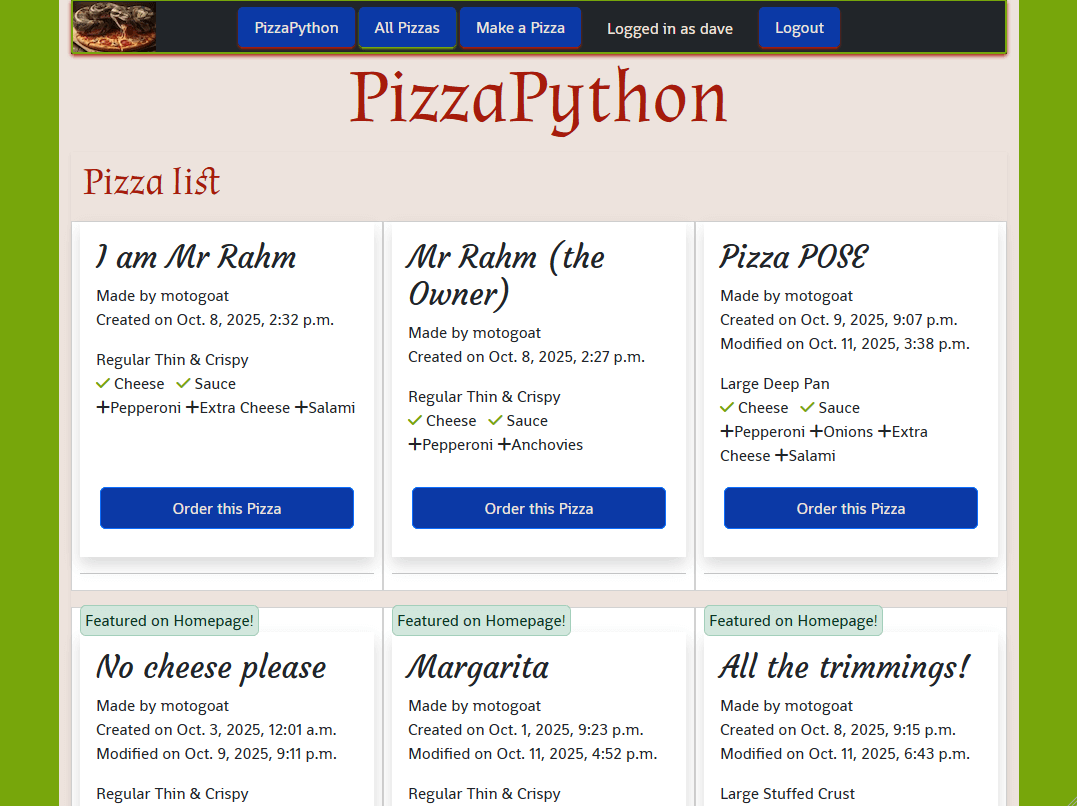 PizzaPython All Pizzas Make a Pizza Logged in as dave Logout
PizzaPython
Pizza list
I am Mr Rahm
Made by motogoat
Created on Oct. 8, 2025, 2:32 p.m.
Regular Thin & Crispy
Cheese Sauce
+Pepperoni +Extra Cheese +Salami
Order this Pizza
Mr Rahm (the
Owner)
Made by motogoat
Created on Oct. 8, 2025, 2:27 p.m.
Regular Thin & Crispy
Cheese Sauce
+Pepperoni +Anchovies
Order this Pizza
Pizza POSE
Made by motogoat
Created on Oct. 9, 2025, 9:07 p.m.
Modified on Oct. 11, 2025, 3:38 p.m.
Large Deep Pan
Cheese Sauce
+Pepperoni +Onions +Extra
Cheese +Salami
Order this Pizza
Featured on Homepage!
No cheese please
Made by motogoat
Created on Oct. 3, 2025, 12:01 a.m.
Modified on Oct. 9, 2025, 9:11 p.m.
Regular Thin & Crispy
Featured on Homepage!
Margarita
Made by motogoat
Created on Oct. 1, 2025, 9:23 p.m.
Modified on Oct. 11, 2025, 4:52 p.m.
Regular Thin & Crispy
Featured on Homepage!
All the trimmings!
Made by motogoat
Created on Oct. 8, 2025, 9:15 p.m.
Modified on Oct. 11, 2025, 6:43 p.m.
Large Stuffed Crust